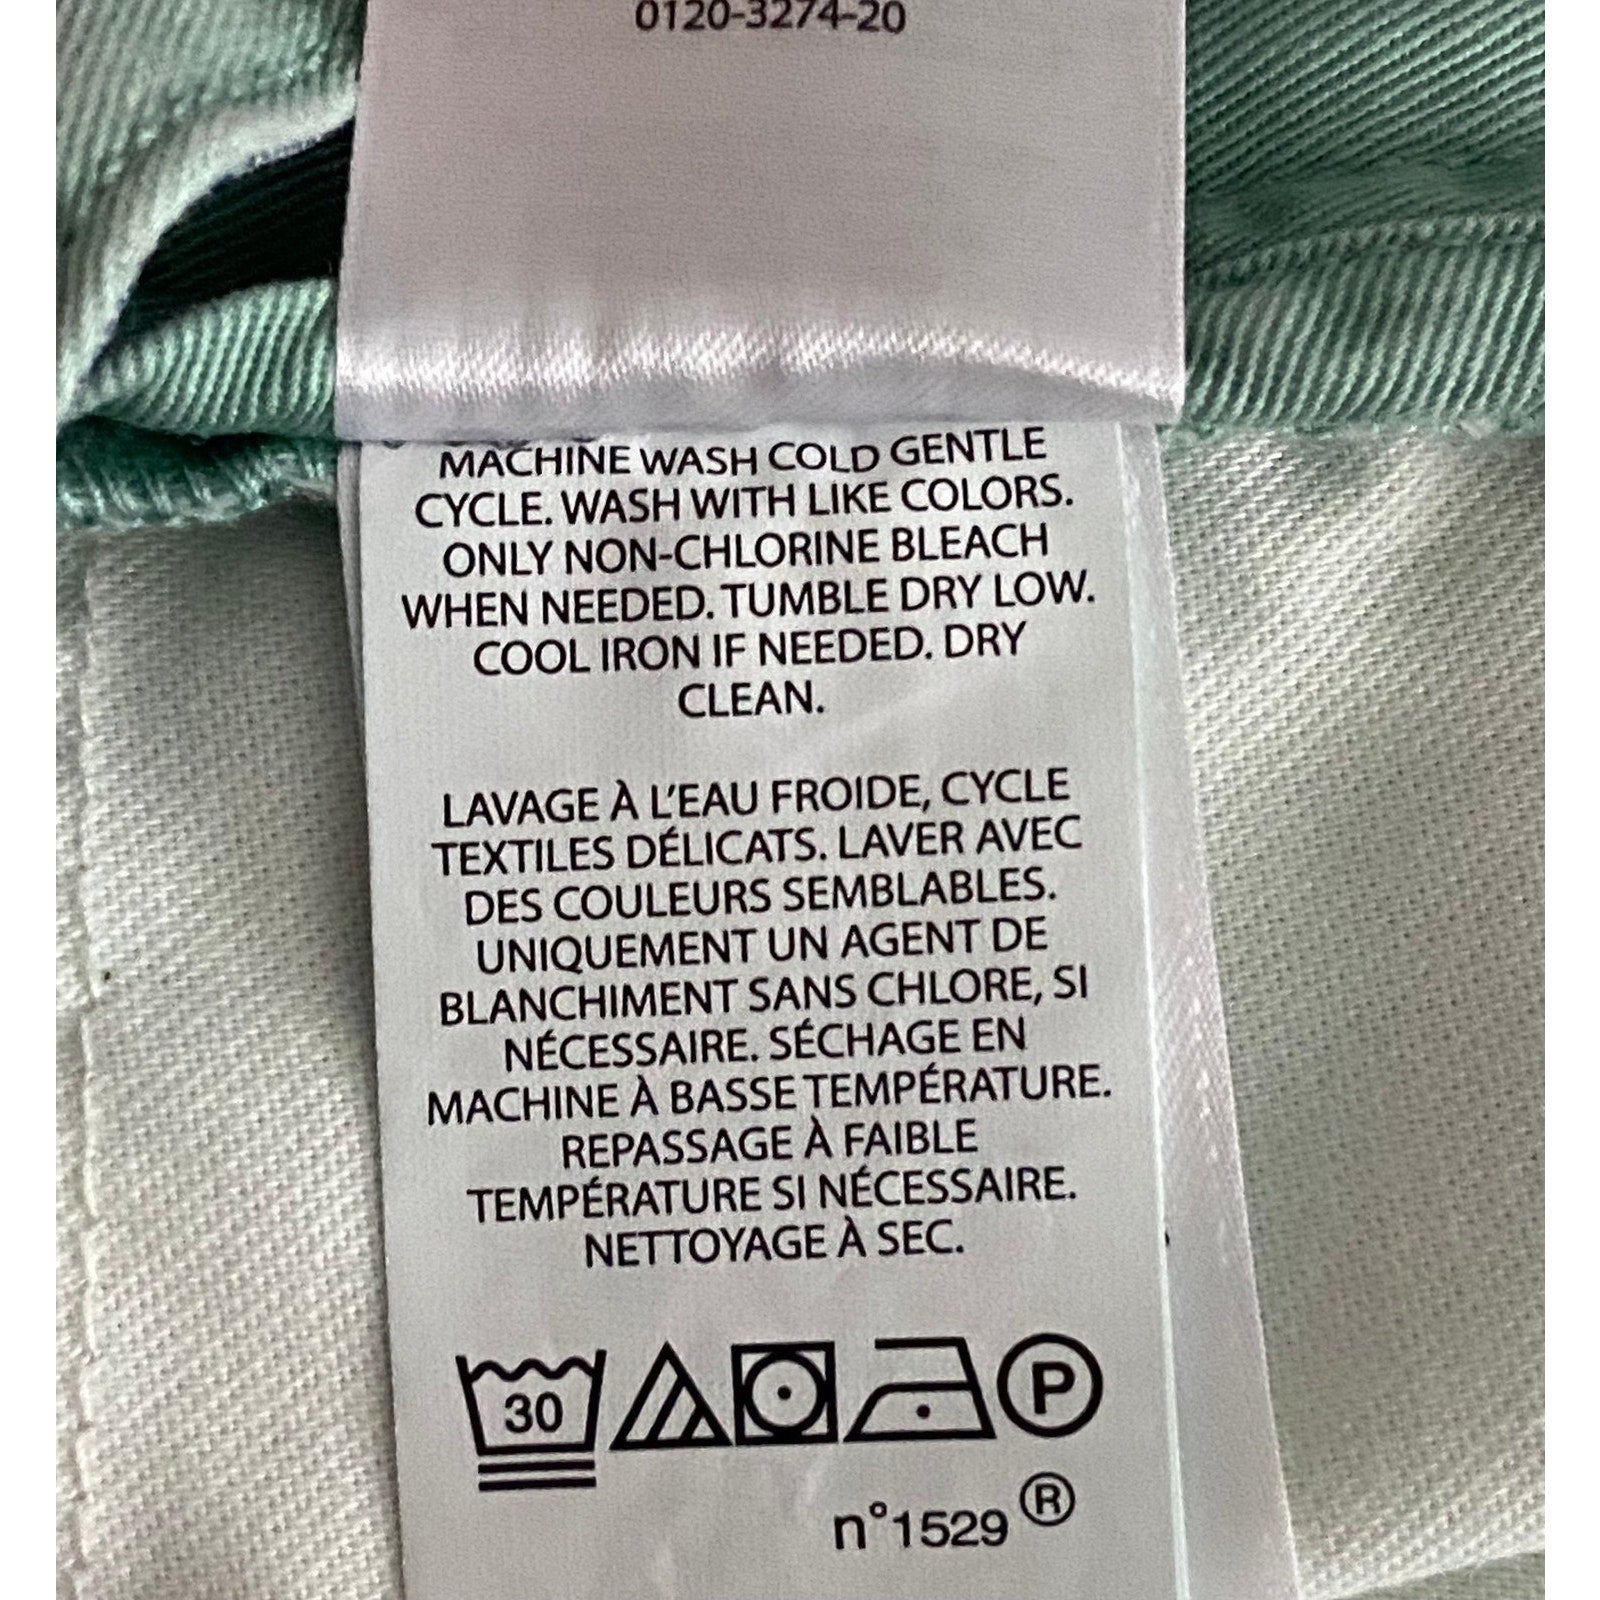 0120-3274-20
MACHINE WASH COLD GENTLE
CYCLE. WASH WITH LIKE COLORS.
ONLY NON-CHLORINE BLEACH
WHEN NEEDED. TUMBLE DRY LOW.
COOL IRON IF NEEDED. DRY
CLEAN.
LAVAGE À L'EAU FROIDE, CYCLE
TEXTILES DÉLICATS. LAVER AVEC
DES COULEURS SEMBLABLES.
UNIQUEMENT UN AGENT DE
BLANCHIMENT SANS CHLORE, SI
NÉCESSAIRE. SÉCHAGE EN
MACHINE À BASSE TEMPÉRATURE.
REPASSAGE À FAIBLE
TEMPÉRATURE SI NÉCESSAIRE.
NETTOYAGE À SEC.
30 P
n°1529 ®